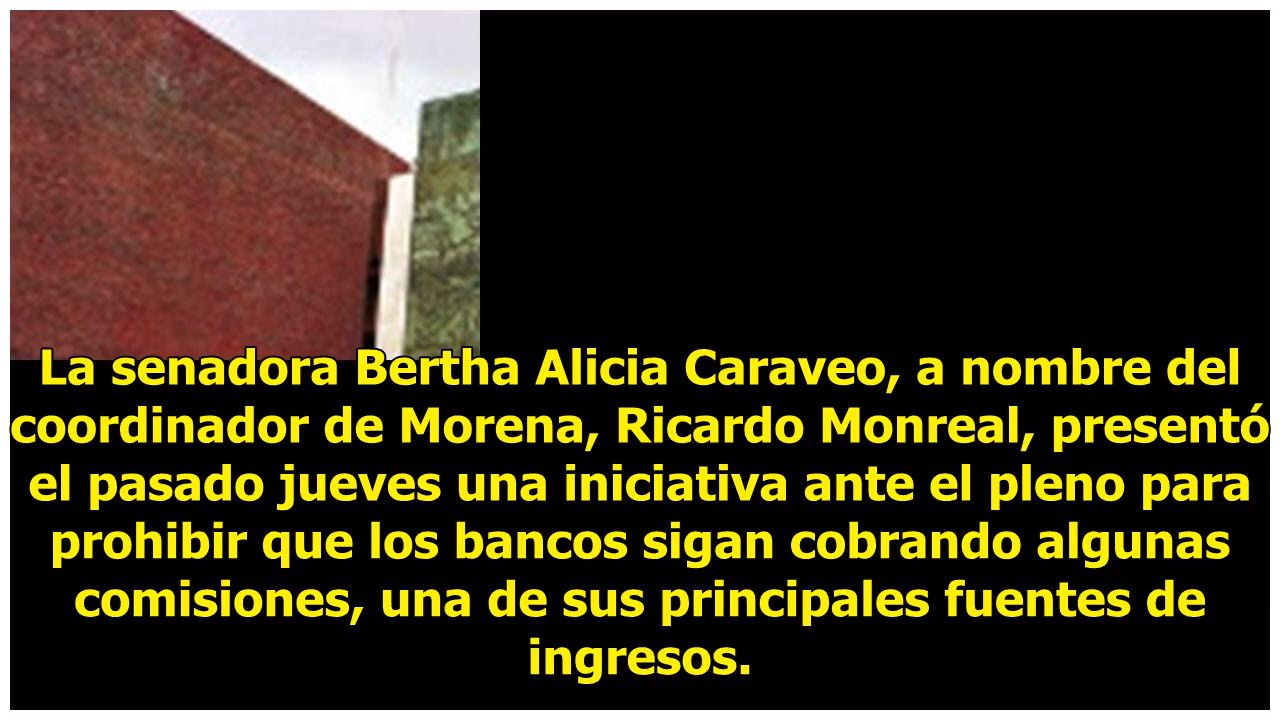 La senadora Bertha Alicia Caraveo, a nombre del
coordinador de Morena, Ricardo Monreal, presentó
el pasado jueves una iniciativa ante el pleno para
prohibir que los bancos sigan cobrando algunas
comisiones, una de sus principales fuentes de
ingresos.